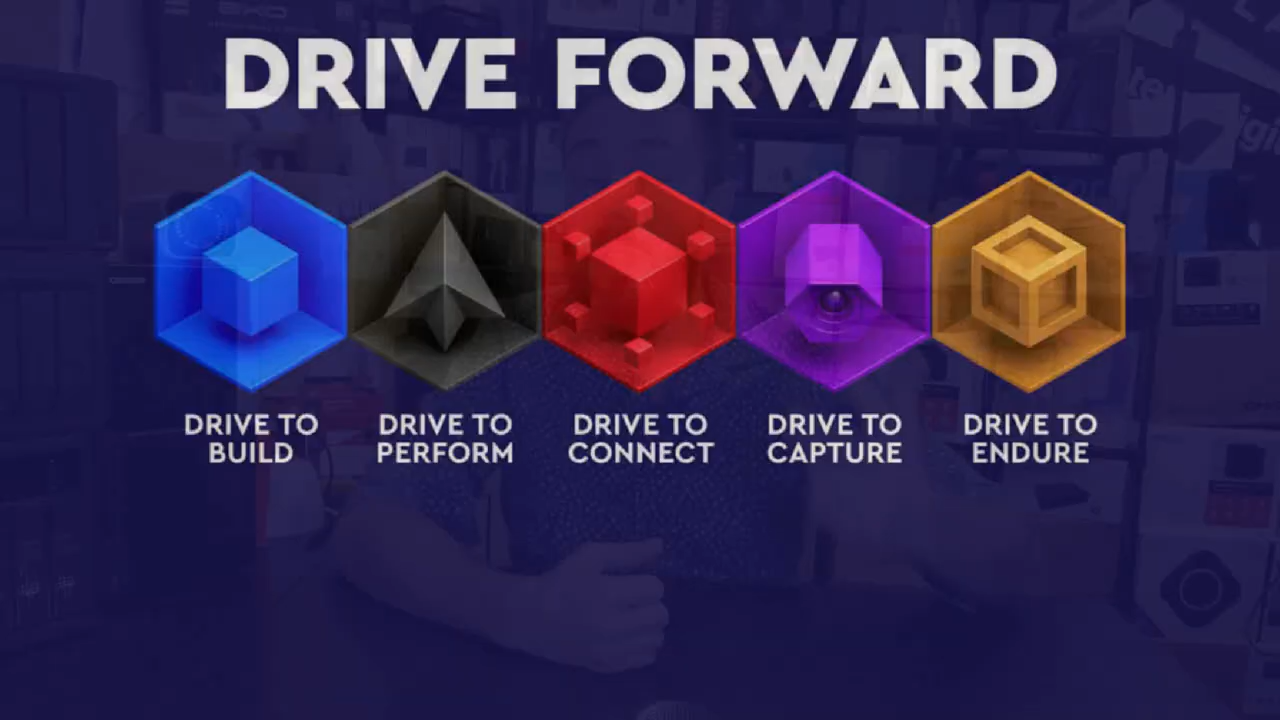 DRIVE FORWARD
DRIVE TO
BUILD
DRIVE TO
PERFORM
DRIVE TO
CONNECT
DRIVE TO
CAPTURE
DRIVE TO
ENDURE